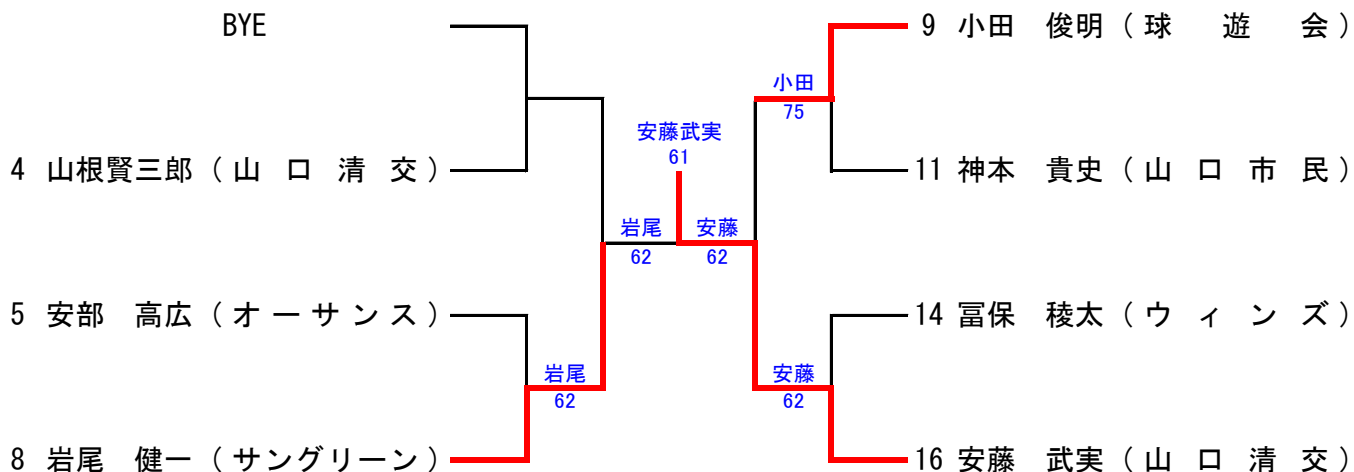 BYE
4 山根賢三郎 ( 山 口 清 交 )
5 安部 高広 ( オ ー サ ン ス )
8 岩尾 健一 ( サングリーン )
岩尾
62
岩尾
62
安藤武実
61
安藤
62
小田
75
安藤
62
9 小田 俊明 ( 球 遊 会 )
11 神本 貴史 ( 山 口 市 民 )
14 冨保 稜太 ( ウ ィ ン ズ )
16 安藤 武実 ( 山 口 清 交 )